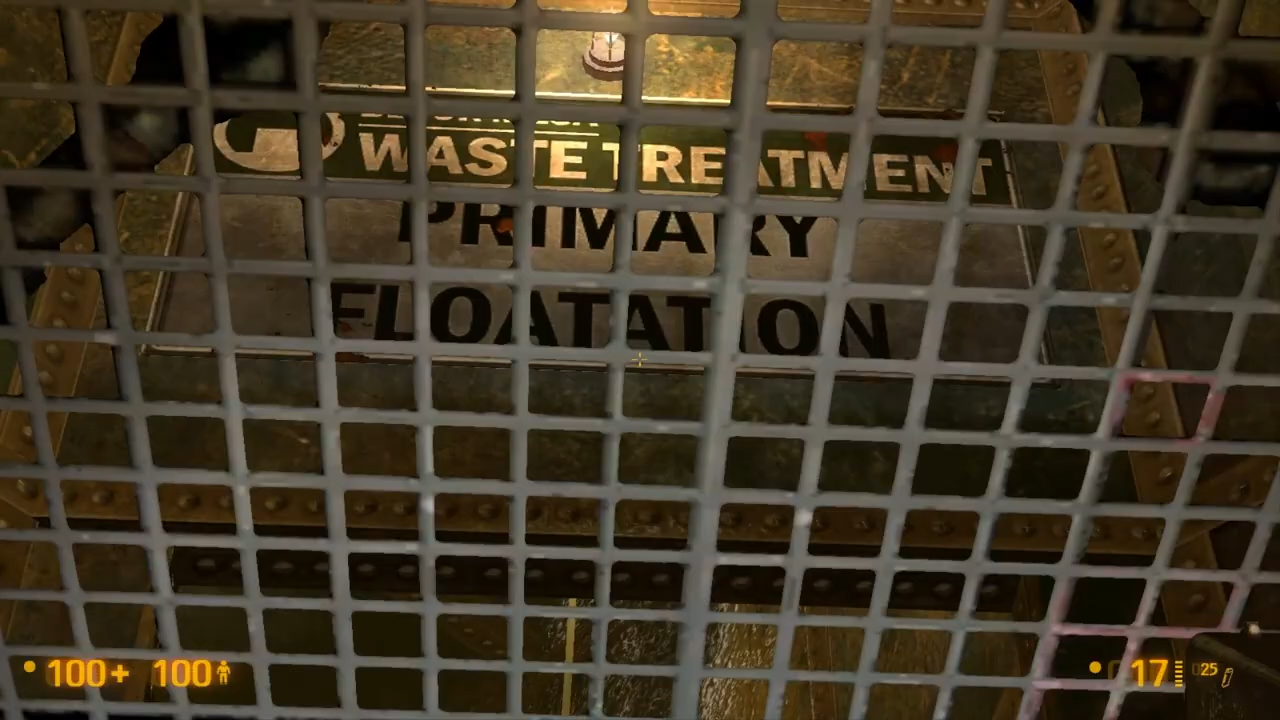 WASTE TREATMENT
PRIMARY
FLOATATION
100+ 100
17 25